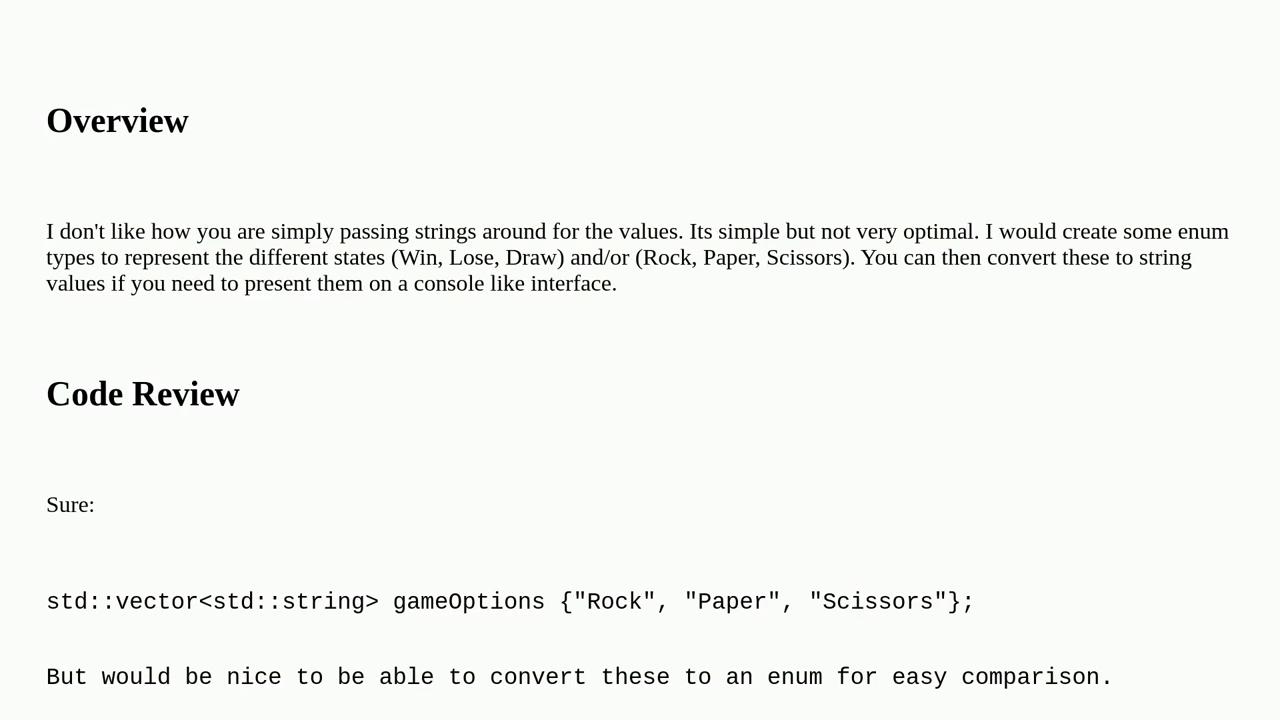 Overview
I don't like how you are simply passing strings around for the values. Its simple but not very optimal. I would create some enum
types to represent the different states (Win, Lose, Draw) and/or (Rock, Paper, Scissors). You can then convert these to string
values if you need to present them on a console like interface.
Code Review
Sure:
std::vector<std::string> gameOptions {"Rock", "Paper", "Scissors"};
But would be nice to be able to convert these to an enum for easy comparison.